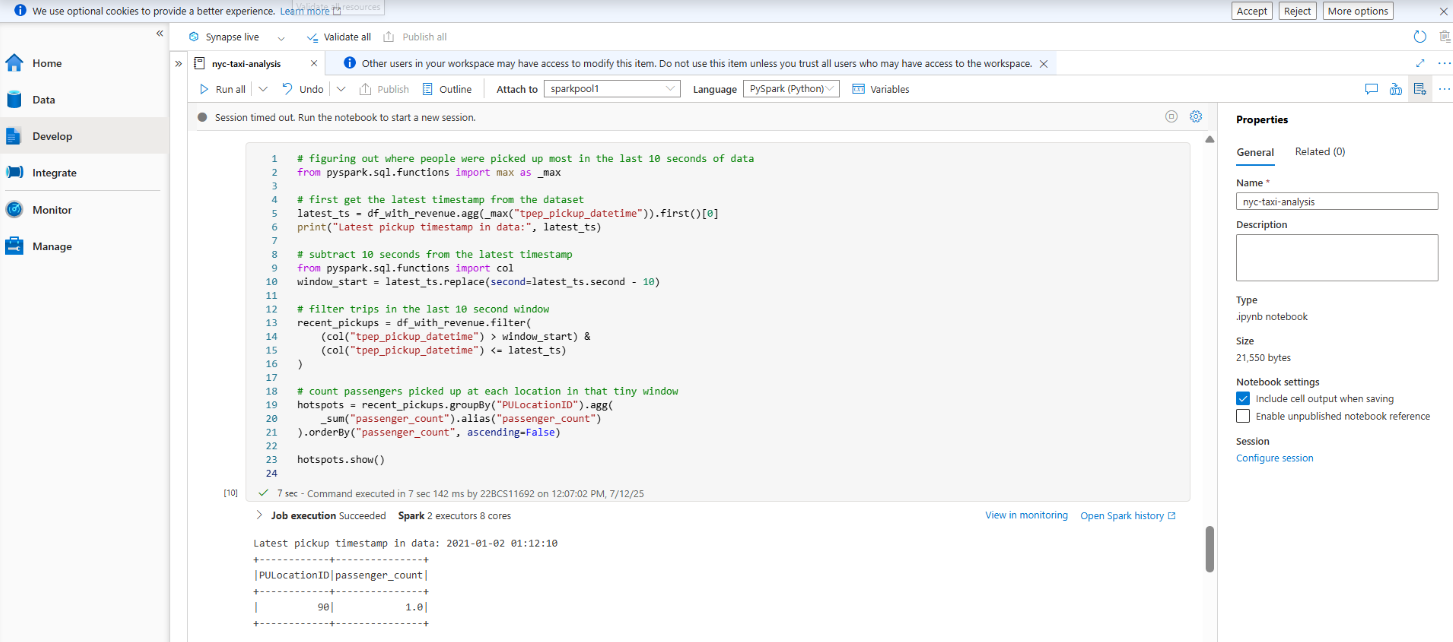 We use optional cookies to provide a better experience. Learn more
Validate all resources
Accept
Reject
More options
Synapse live
Validate all
Publish all
Home
Data
Develop
Integrate
Monitor
Manage
nyc-taxi-analysis
Other users in your workspace may have access to modify this item. Do not use this item unless you trust all users who may have access to the workspace.
Run all
Undo
Publish
Outline
Attach to
sparkpool1
Language
PySpark (Python)
Variables
Session timed out. Run the notebook to start a new session.
1 # figuring out where people were picked up most in the last 10 seconds of data
2 from pyspark.sql.functions import max as _max
3
4 # first get the latest timestamp from the dataset
5 latest_ts = df_with_revenue.agg(_max("tpep_pickup_datetime")).first()[0]
6 print("Latest pickup timestamp in data:", latest_ts)
7
8 # subtract 10 seconds from the latest timestamp
9 from pyspark.sql.functions import col
10 window_start = latest_ts.replace(second=latest_ts.second - 10)
11
12 # filter trips in the last 10 second window
13 recent_pickups = df_with_revenue.filter(
14     (col("tpep_pickup_datetime") > window_start) &
15     (col("tpep_pickup_datetime") <= latest_ts)
16 )
17
18 # count passengers picked up at each location in that tiny window
19 hotspots = recent_pickups.groupBy("PULocationID").agg(
20     _sum("passenger_count").alias("passenger_count")
21 ).orderBy("passenger_count", ascending=False)
22
23 hotspots.show()
24
[10]
7 sec - Command executed in 7 sec 142 ms by 22BCS11692 on 12:07:02 PM, 7/12/25
Job execution Succeeded Spark 2 executors 8 cores
View in monitoring
Open Spark history
Latest pickup timestamp in data: 2021-01-02 01:12:10
+------------+---------------+
|PULocationID|passenger_count|
+------------+---------------+
|          90|            1.0|
+------------+---------------+
Properties
General
Related (0)
Name *
nyc-taxi-analysis
Description
Type
.ipynb notebook
Size
21,550 bytes
Notebook settings
Include cell output when saving
Enable unpublished notebook reference
Session
Configure session